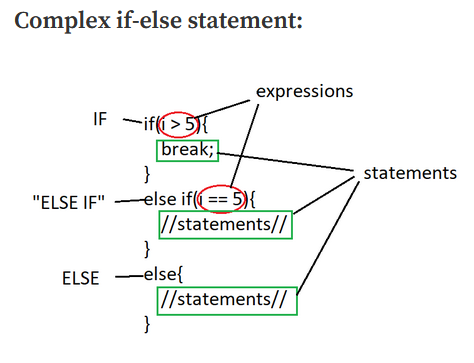 Complex if-else statement:
expressions
IF
if(i > 5){
break;
}
statements
"ELSE IF"
else if(i == 5){
//statements//
}
ELSE
else{
//statements//
}